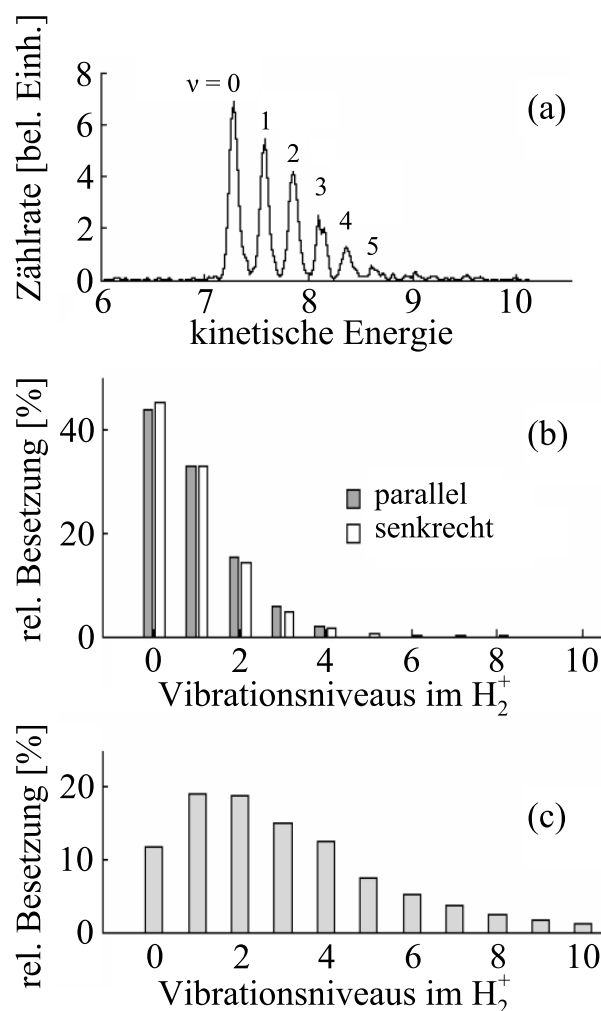 Zählrate [bel. Einh.]
8
6
4
2
0
ν = 0
1
2
3
4
5
(a)
6 7 8 9 10
kinetische Energie
rel. Besetzung [%]
40
20
0
(b)
parallel
senkrecht
0 2 4 6 8 10
Vibrationsniveaus im H₂⁺
rel. Besetzung [%]
20
10
0
(c)
0 2 4 6 8 10
Vibrationsniveaus im H₂⁺